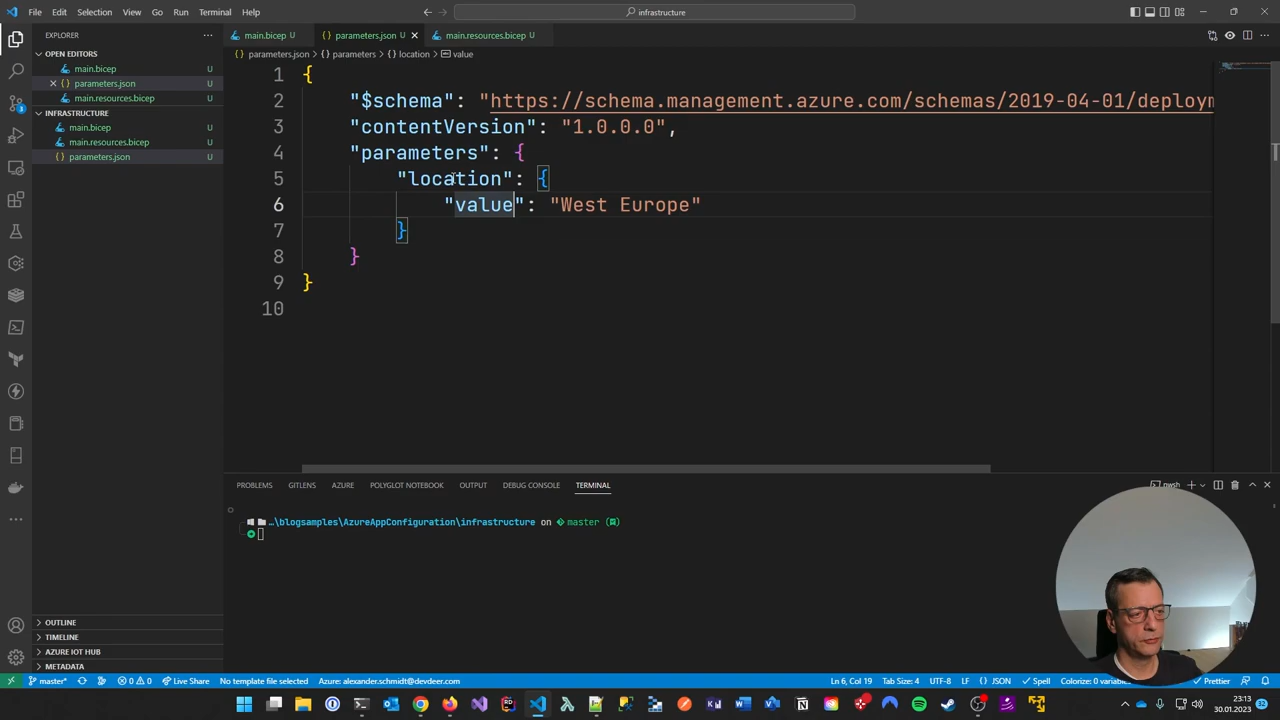 File Edit Selection View Go Run Terminal Help
infrastructure
EXPLORER
OPEN EDITORS
main.bicep U
parameters.json U
main.resources.bicep U
INFRASTRUCTURE
main.bicep U
main.resources.bicep U
parameters.json U
OUTLINE
TIMELINE
AZURE IOT HUB
METADATA
main.bicep U parameters.json U main.resources.bicep U
parameters.json > parameters > location > value
1 {
2 "$schema": "https://schema.management.azure.com/schemas/2019-04-01/deploym
3 "contentVersion": "1.0.0.0",
4 "parameters": {
5 "location": {
6 "value": "West Europe"
7 }
8 }
9 }
10
PROBLEMS GITLENS AZURE POLYGLOT NOTEBOOK OUTPUT DEBUG CONSOLE TERMINAL
pwsh
…\blogsamples\AzureAppConfiguration\infrastructure on master
master* 0 0 Live Share No template file selected Azure: alexander.schmidt@devdeer.com Ln 6, Col 19 Tab Size: 4 UTF-8 LF {} JSON Spell Colorize: 0 variables Prettier
23:13
30.01.2023